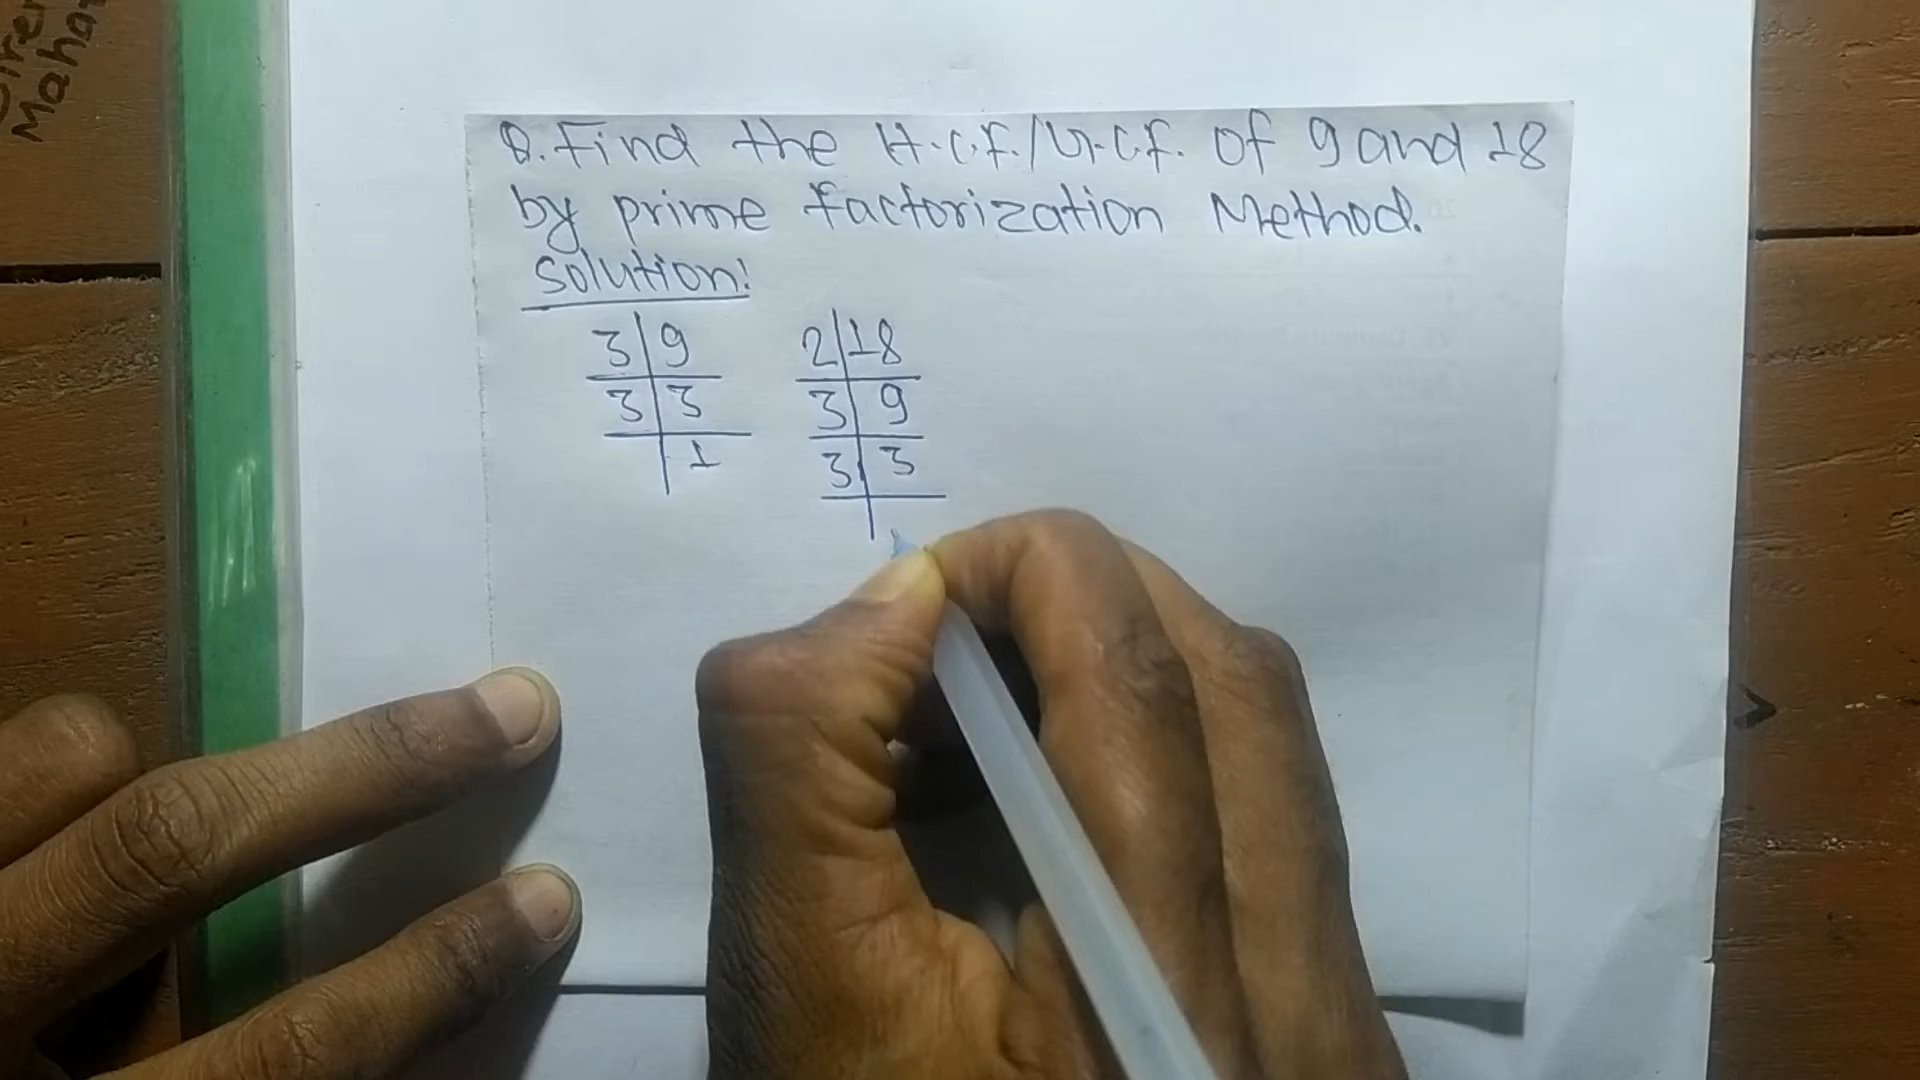 Q. Find the H.C.F./G.C.F. of 9 and 18
by prime factorization Method.
Solution:
3 | 9
3 | 3
1
2 | 18
3 | 9
3 | 3